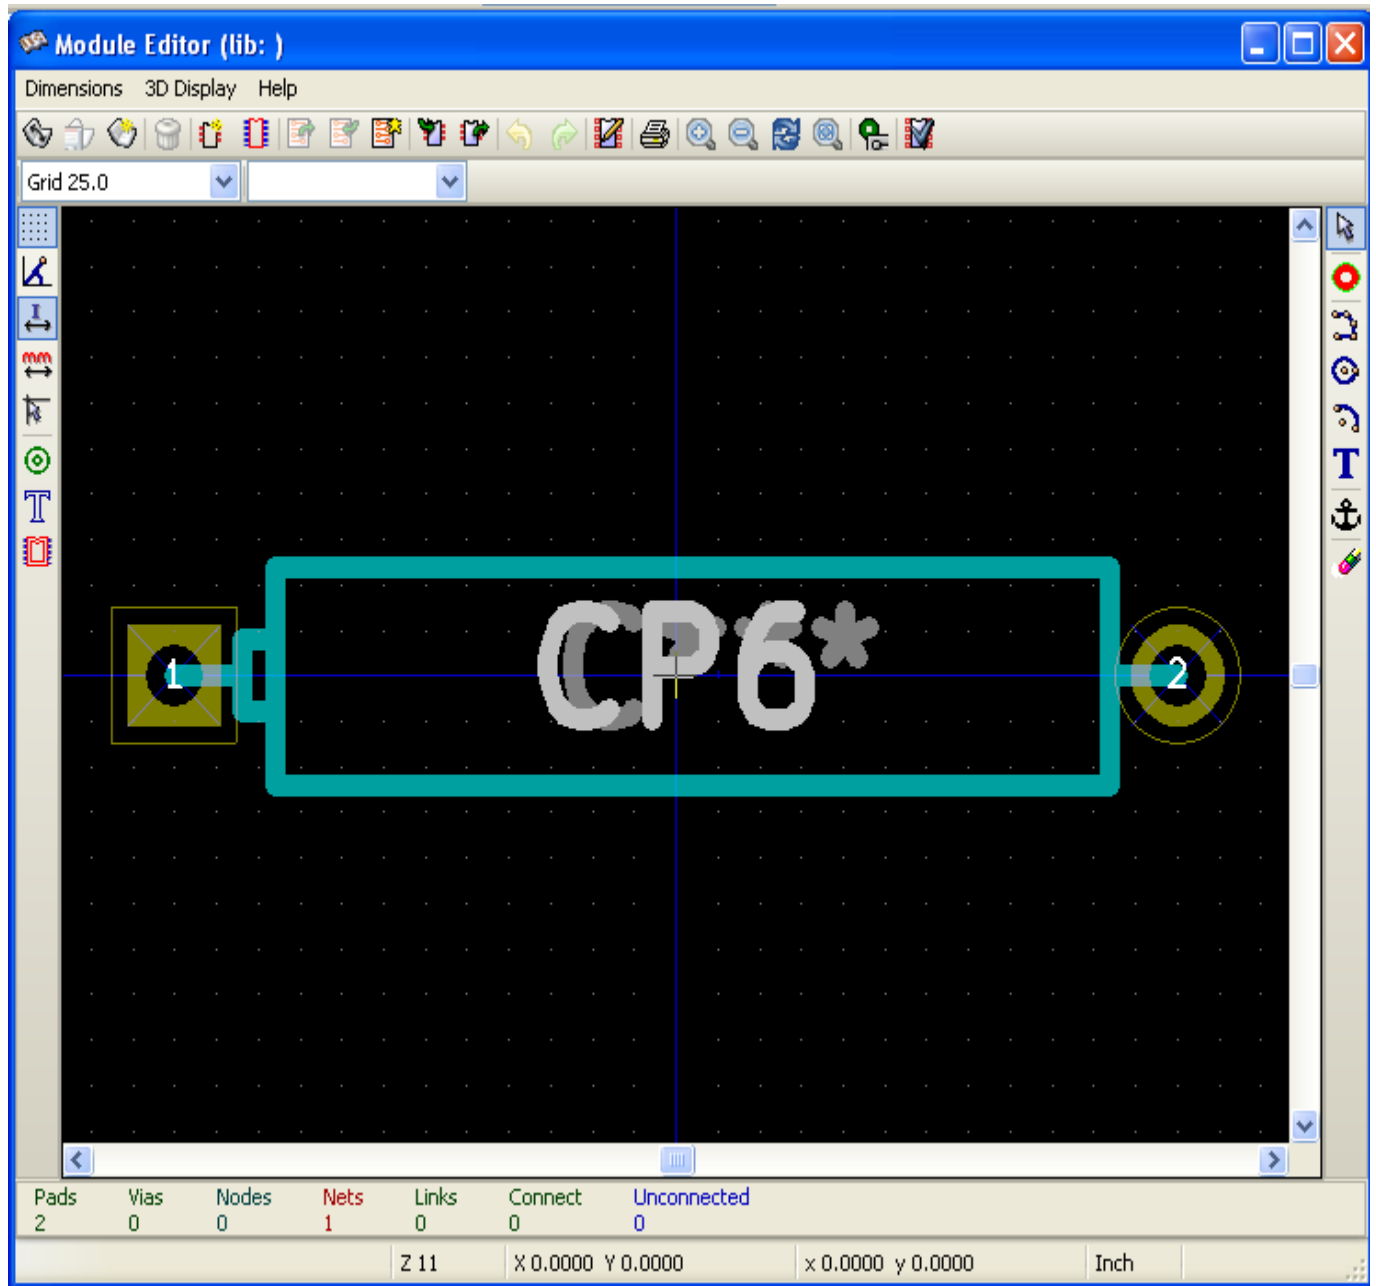 Module Editor (lib: )
Dimensions 3D Display Help
Grid 25.0
I
mm
T
T
1
CP6*
2
Pads Vias Nodes Nets Links Connect Unconnected
2 0 0 1 0 0 0
Z 11 X 0.0000 Y 0.0000 x 0.0000 y 0.0000 Inch